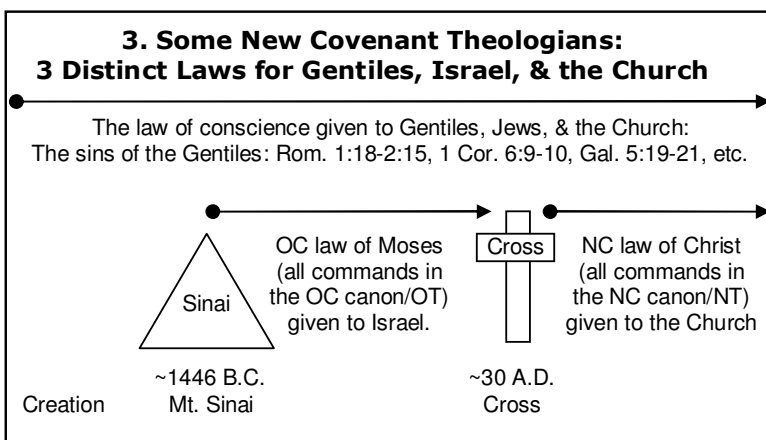 3. Some New Covenant Theologians:
3 Distinct Laws for Gentiles, Israel, & the Church
The law of conscience given to Gentiles, Jews, & the Church:
The sins of the Gentiles: Rom. 1:18-2:15, 1 Cor. 6:9-10, Gal. 5:19-21, etc.
Sinai
OC law of Moses
(all commands in
the OC canon/OT)
given to Israel.
Cross
NC law of Christ
(all commands in
the NC canon/NT)
given to the Church
Creation
~1446 B.C.
Mt. Sinai
~30 A.D.
Cross